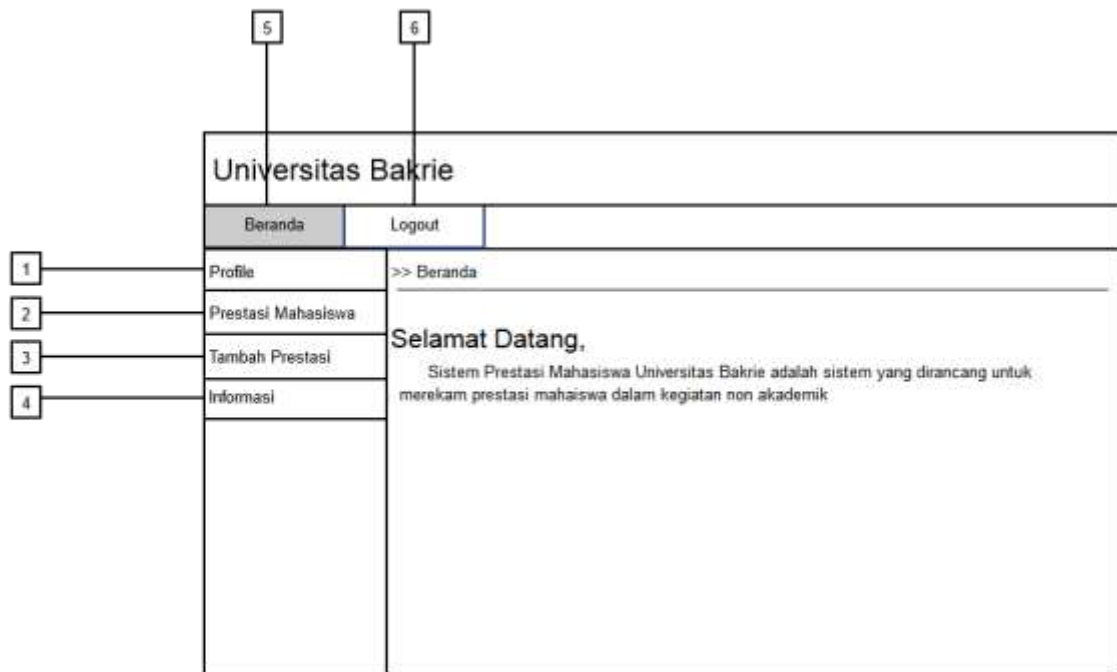 5 6
Universitas Bakrie
Beranda Logout
1 Profile >> Beranda
2 Prestasi Mahasiswa
Selamat Datang,
3 Tambah Prestasi
Sistem Prestasi Mahasiswa Universitas Bakrie adalah sistem yang dirancang untuk
4 Informasi merekam prestasi mahaiswa dalam kegiatan non akademik